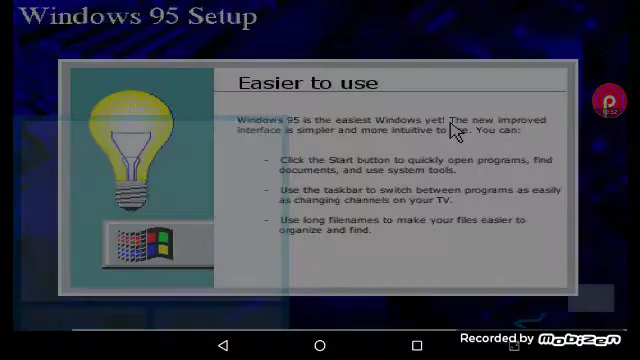 Windows 95 Setup
Easier to use
Windows 95 is the easiest Windows yet! The new improved
interface is simpler and more intuitive to use. You can:
- Click the Start button to quickly open programs, find
documents, and use system tools.
- Use the taskbar to switch between programs as easily
as changing channels on your TV.
- Use long filenames to make your files easier to
organize and find.
10:52
Recorded by MOBIZEN